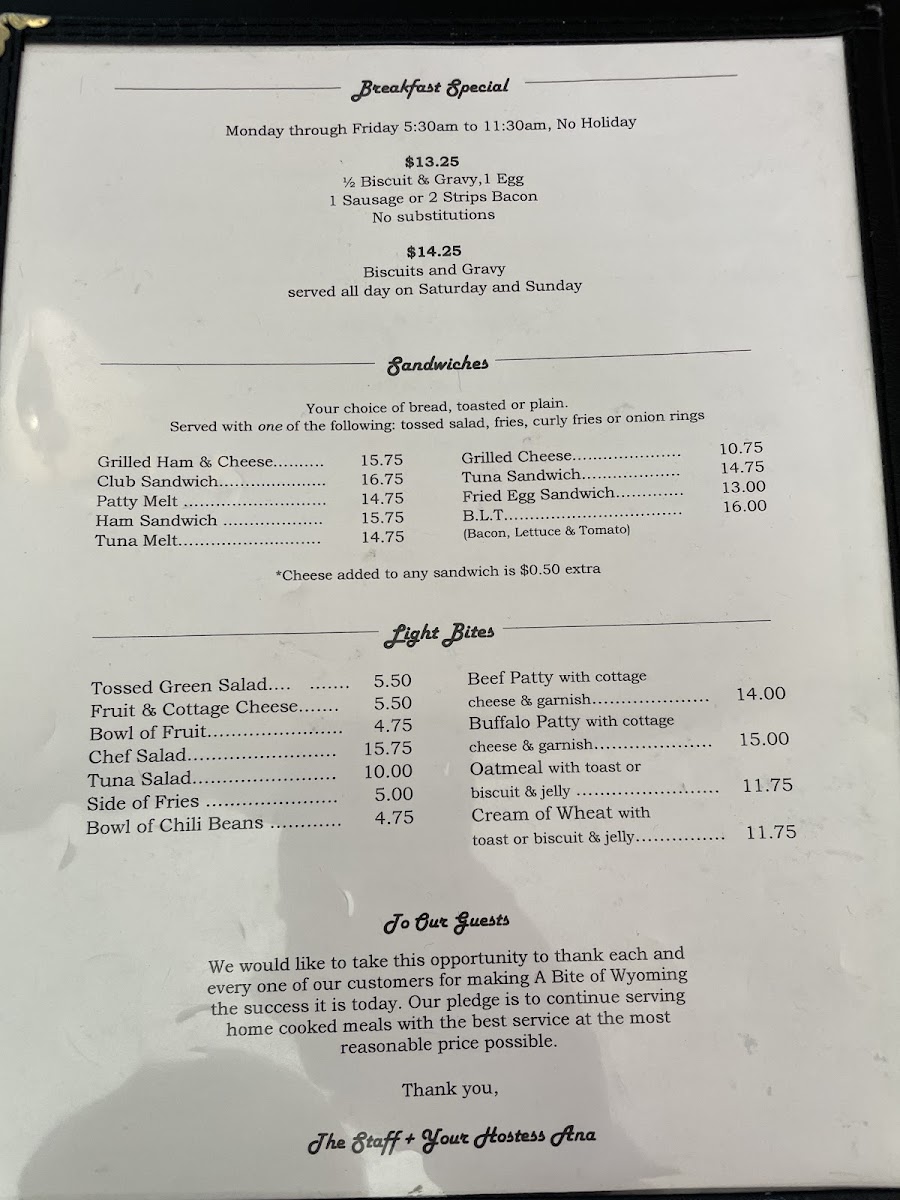 Breakfast Special
Monday through Friday 5:30am to 11:30am, No Holiday
$13.25
½ Biscuit & Gravy,1 Egg
1 Sausage or 2 Strips Bacon
No substitutions
$14.25
Biscuits and Gravy
served all day on Saturday and Sunday
Sandwiches
Your choice of bread, toasted or plain.
Served with one of the following: tossed salad, fries, curly fries or onion rings
Grilled Ham & Cheese.......... 15.75
Club Sandwich...................... 16.75
Patty Melt ............................. 14.75
Ham Sandwich .................... 15.75
Tuna Melt............................. 14.75
Grilled Cheese...................... 10.75
Tuna Sandwich.................... 14.75
Fried Egg Sandwich.............. 13.00
B.L.T.................................... 16.00
(Bacon, Lettuce & Tomato)
*Cheese added to any sandwich is $0.50 extra
Light Bites
Tossed Green Salad.... ....... 5.50
Fruit & Cottage Cheese....... 5.50
Bowl of Fruit....................... 4.75
Chef Salad.......................... 15.75
Tuna Salad......................... 10.00
Side of Fries ....................... 5.00
Bowl of Chili Beans ............ 4.75
Beef Patty with cottage
cheese & garnish.................... 14.00
Buffalo Patty with cottage
cheese & garnish.................... 15.00
Oatmeal with toast or
biscuit & jelly ........................ 11.75
Cream of Wheat with
toast or biscuit & jelly............... 11.75
To Our Guests
We would like to take this opportunity to thank each and
every one of our customers for making A Bite of Wyoming
the success it is today. Our pledge is to continue serving
home cooked meals with the best service at the most
reasonable price possible.
Thank you,
The Staff + Your Hostess Ana